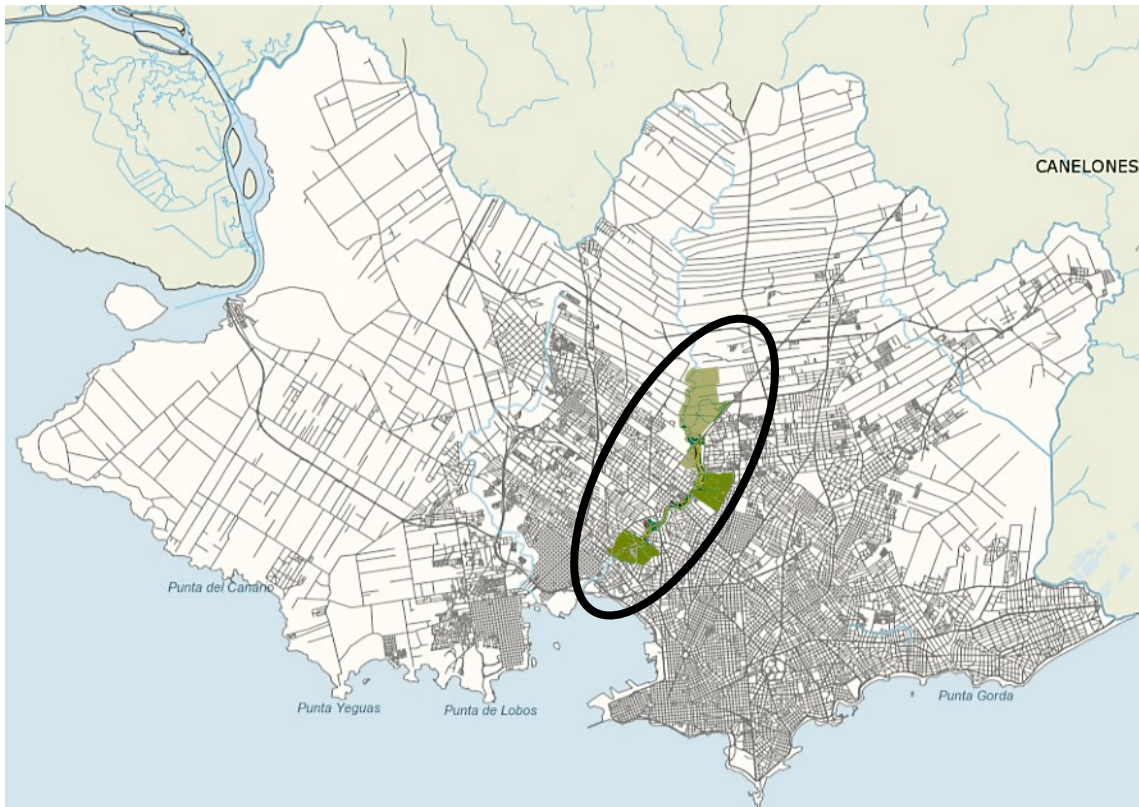 CANELONES
Punta del Canario
Punta Yeguas
Punta de Lobos
Punta Gorda